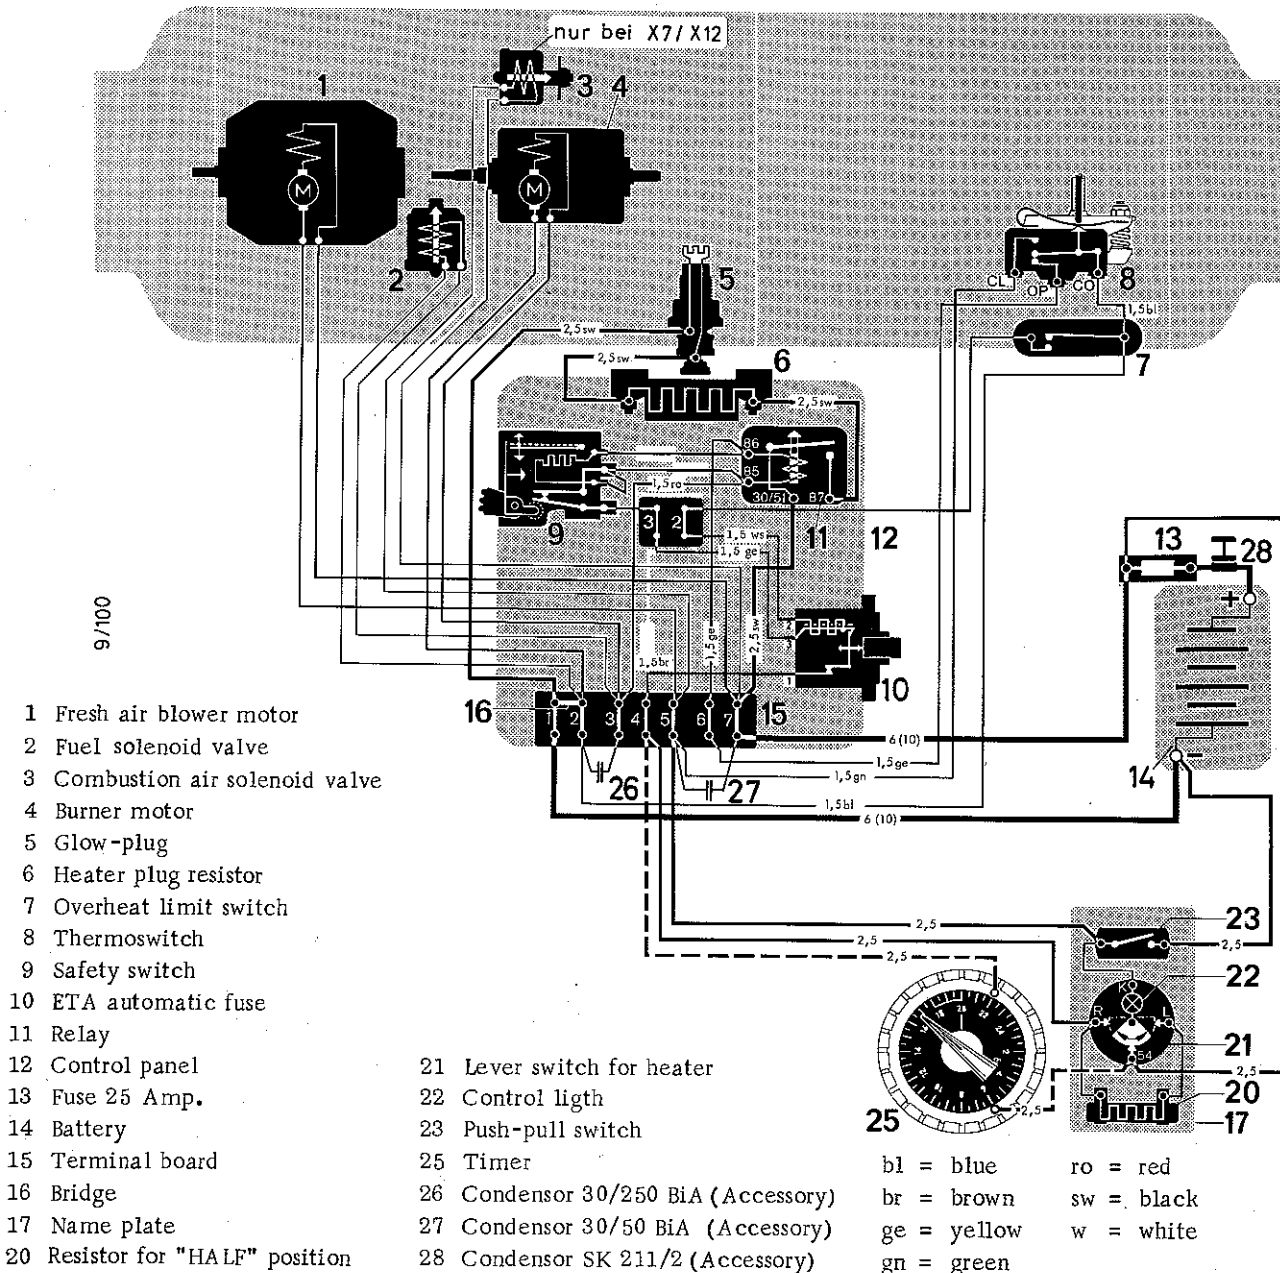 nur bei X7/X12
1
3
4
M
M
2
5
8
CL
OP
CO
1,5bl
7
2,5sw
2,5sw
6
2,5sw
86
85
30/51
87
1,5ro
9
3 2
11
12
1,5 ws
1,5 ge
13
28
9/100
1,5ge
2,5sw
1,5br
2
3
1
10
16
1 2 3 4 5 6 7
15
+
-
14
6(10)
1,5ge
1,5gn
26
27
1,5bl
6(10)
2,5
2,5
2,5
23
2,5
22
K
R
L
54
21
2,5
20
17
25
2,5
1 Fresh air blower motor
2 Fuel solenoid valve
3 Combustion air solenoid valve
4 Burner motor
5 Glow-plug
6 Heater plug resistor
7 Overheat limit switch
8 Thermoswitch
9 Safety switch
10 ETA automatic fuse
11 Relay
12 Control panel
13 Fuse 25 Amp.
14 Battery
15 Terminal board
16 Bridge
17 Name plate
20 Resistor for "HALF" position
21 Lever switch for heater
22 Control ligth
23 Push-pull switch
25 Timer
26 Condensor 30/250 BiA (Accessory)
27 Condensor 30/50 BiA (Accessory)
28 Condensor SK 211/2 (Accessory)
bl = blue
br = brown
ge = yellow
gn = green
ro = red
sw = black
w = white